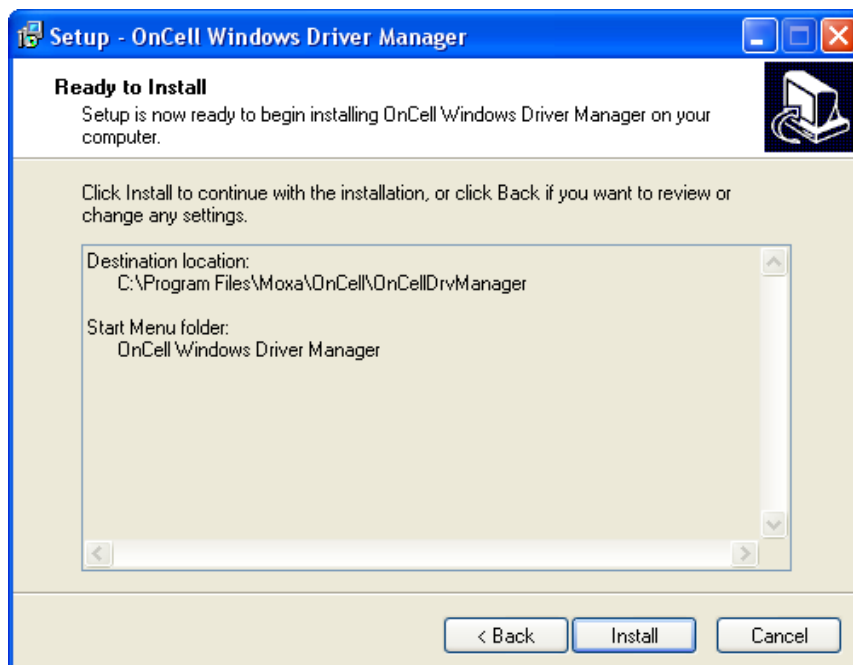 Setup - OnCell Windows Driver Manager
Ready to Install
Setup is now ready to begin installing OnCell Windows Driver Manager on your
computer.
Click Install to continue with the installation, or click Back if you want to review or
change any settings.
Destination location:
C:\Program Files\Moxa\OnCell\OnCellDrvManager
Start Menu folder:
OnCell Windows Driver Manager
< Back
Install
Cancel